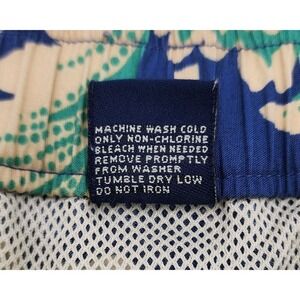 MACHINE WASH COLD
ONLY NON-CHLORINE
BLEACH WHEN NEEDED
REMOVE PROMPTLY
FROM WASHER
TUMBLE DRY LOW
DO NOT IRON